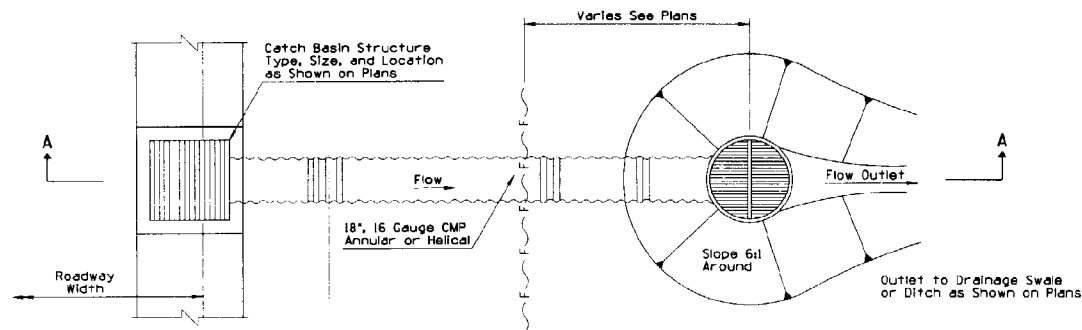 Varies See Plans
Catch Basin Structure
Type, Size, and Location
as Shown on Plans
A
A
F
F
F
F
Flow
Flow Outlet
18", 16 Gauge CMP
Annular or Helical
Slope 6:1
Around
Roadway
Width
Outlet to Drainage Swale
or Ditch as Shown on Plans